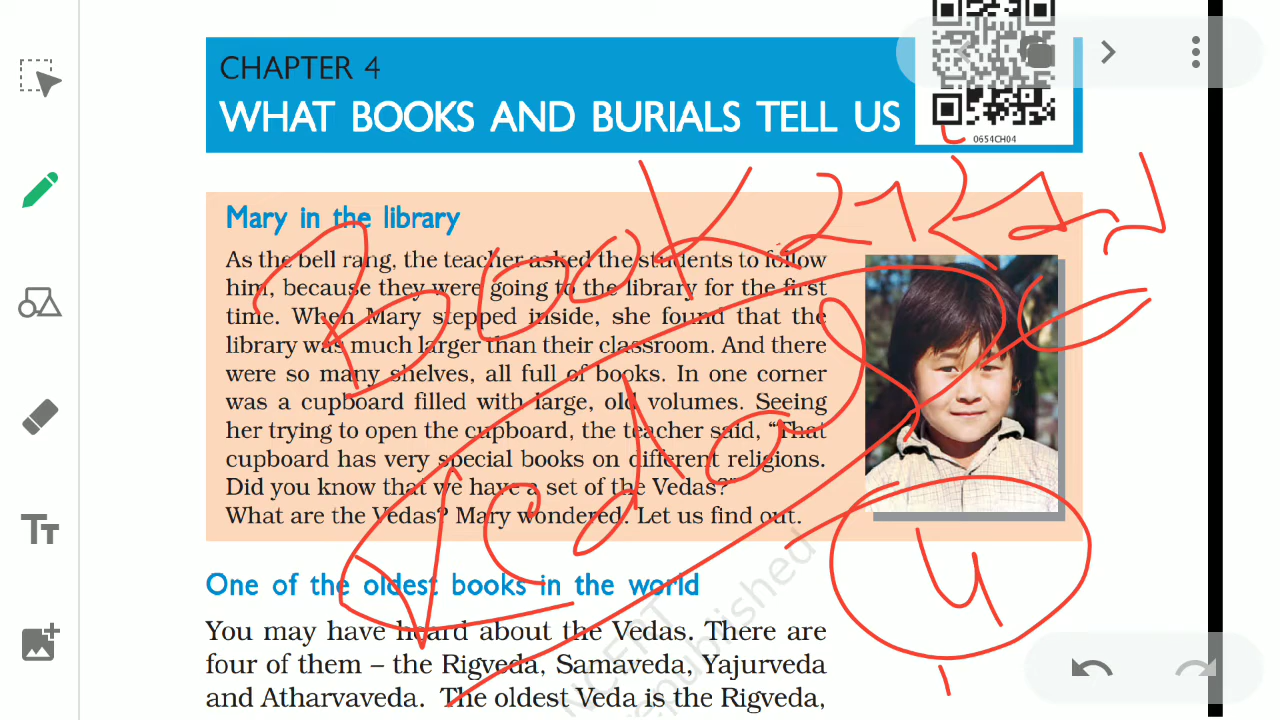 CHAPTER 4
WHAT BOOKS AND BURIALS TELL US
0654CH04
Mary in the library
As the bell rang, the teacher asked the students to follow
him, because they were going to the library for the first
time. When Mary stepped inside, she found that the
library was much larger than their classroom. And there
were so many shelves, all full of books. In one corner
was a cupboard filled with large, old volumes. Seeing
her trying to open the cupboard, the teacher said, “That
cupboard has very special books on different religions.
Did you know that we have a set of the Vedas?”
What are the Vedas? Mary wondered. Let us find out.
Book
Vedas
4
One of the oldest books in the world
You may have heard about the Vedas. There are
four of them – the Rigveda, Samaveda, Yajurveda
and Atharvaveda. The oldest Veda is the Rigveda,
NCERT
republished
TT